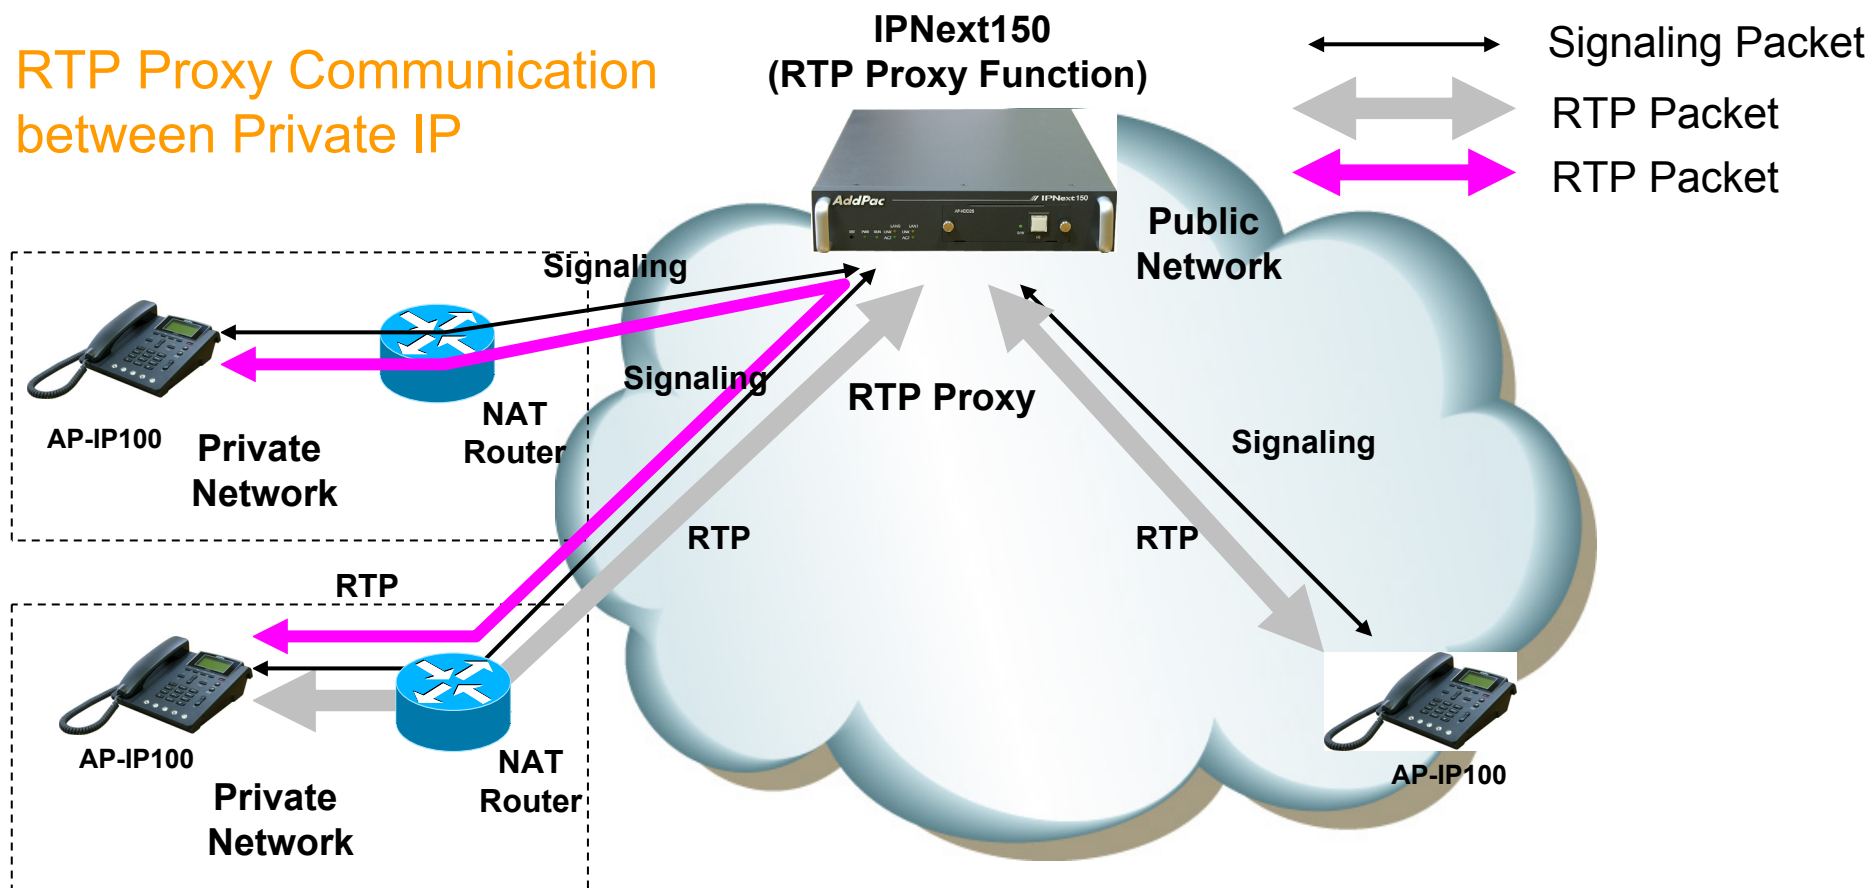 RTP Proxy Communication
between Private IP
IPNext150
(RTP Proxy Function)
Signaling Packet
RTP Packet
RTP Packet
AddPac
IPNext150
Public
Network
Signaling
Signaling
NAT
Router
AP-IP100
Private
Network
RTP Proxy
Signaling
RTP
RTP
RTP
AP-IP100
NAT
Router
Private
Network
AP-IP100